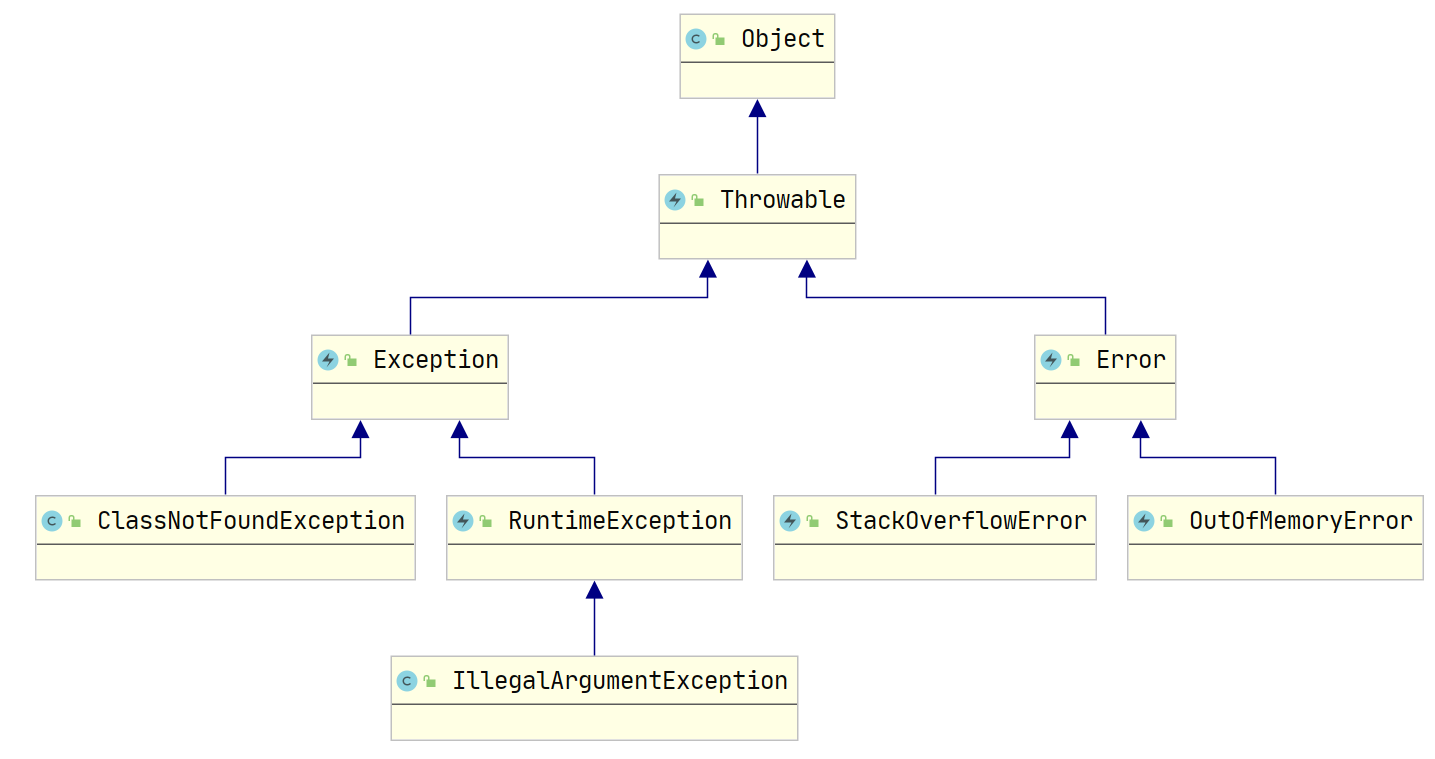 Object
Throwable
Exception
Error
ClassNotFoundException
RuntimeException
StackOverflowError
OutOfMemoryError
IllegalArgumentException